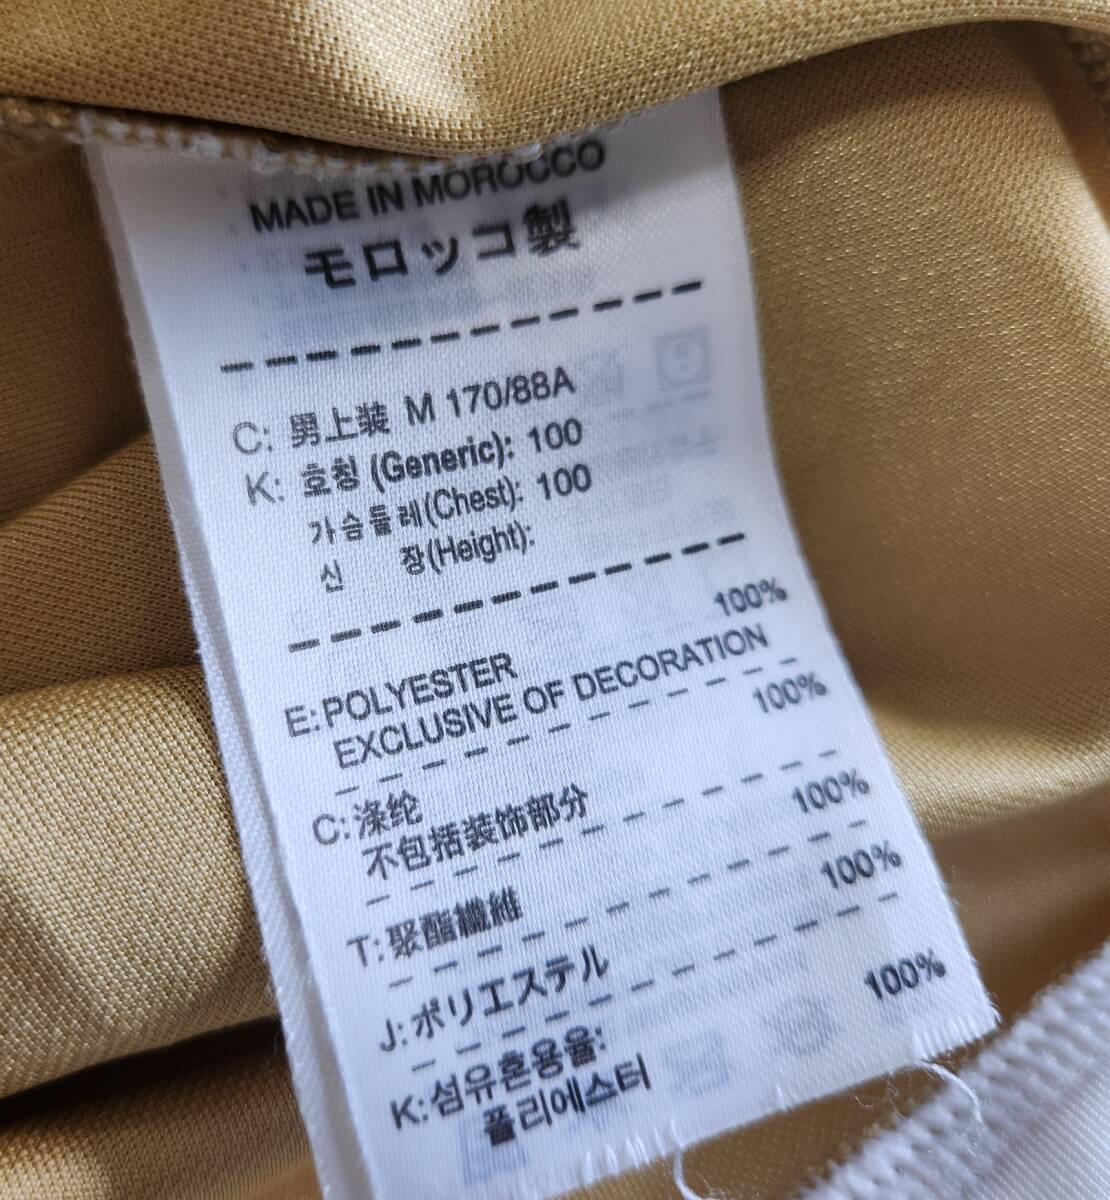 MADE IN MOROCCO
モロッコ製
C: 男上装 M 170/88A
K: 호칭 (Generic): 100
가슴둘레(Chest): 100
신 장(Height):
E: POLYESTER 100%
EXCLUSIVE OF DECORATION
C: 涤纶 100%
不包括装饰部分
T: 聚酯纖維 100%
J: ポリエステル 100%
K: 섬유혼용율:
폴리에스터 100%